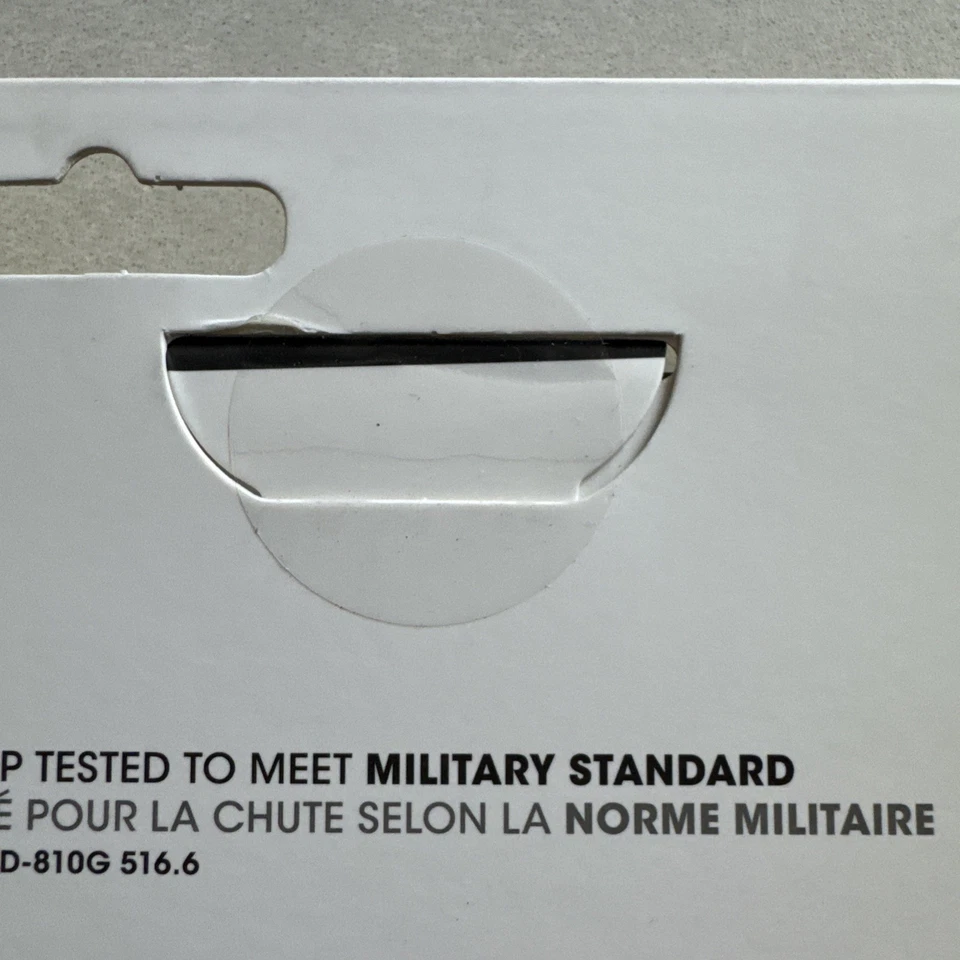 P TESTED TO MEET MILITARY STANDARD
É POUR LA CHUTE SELON LA NORME MILITAIRE
D-810G 516.6